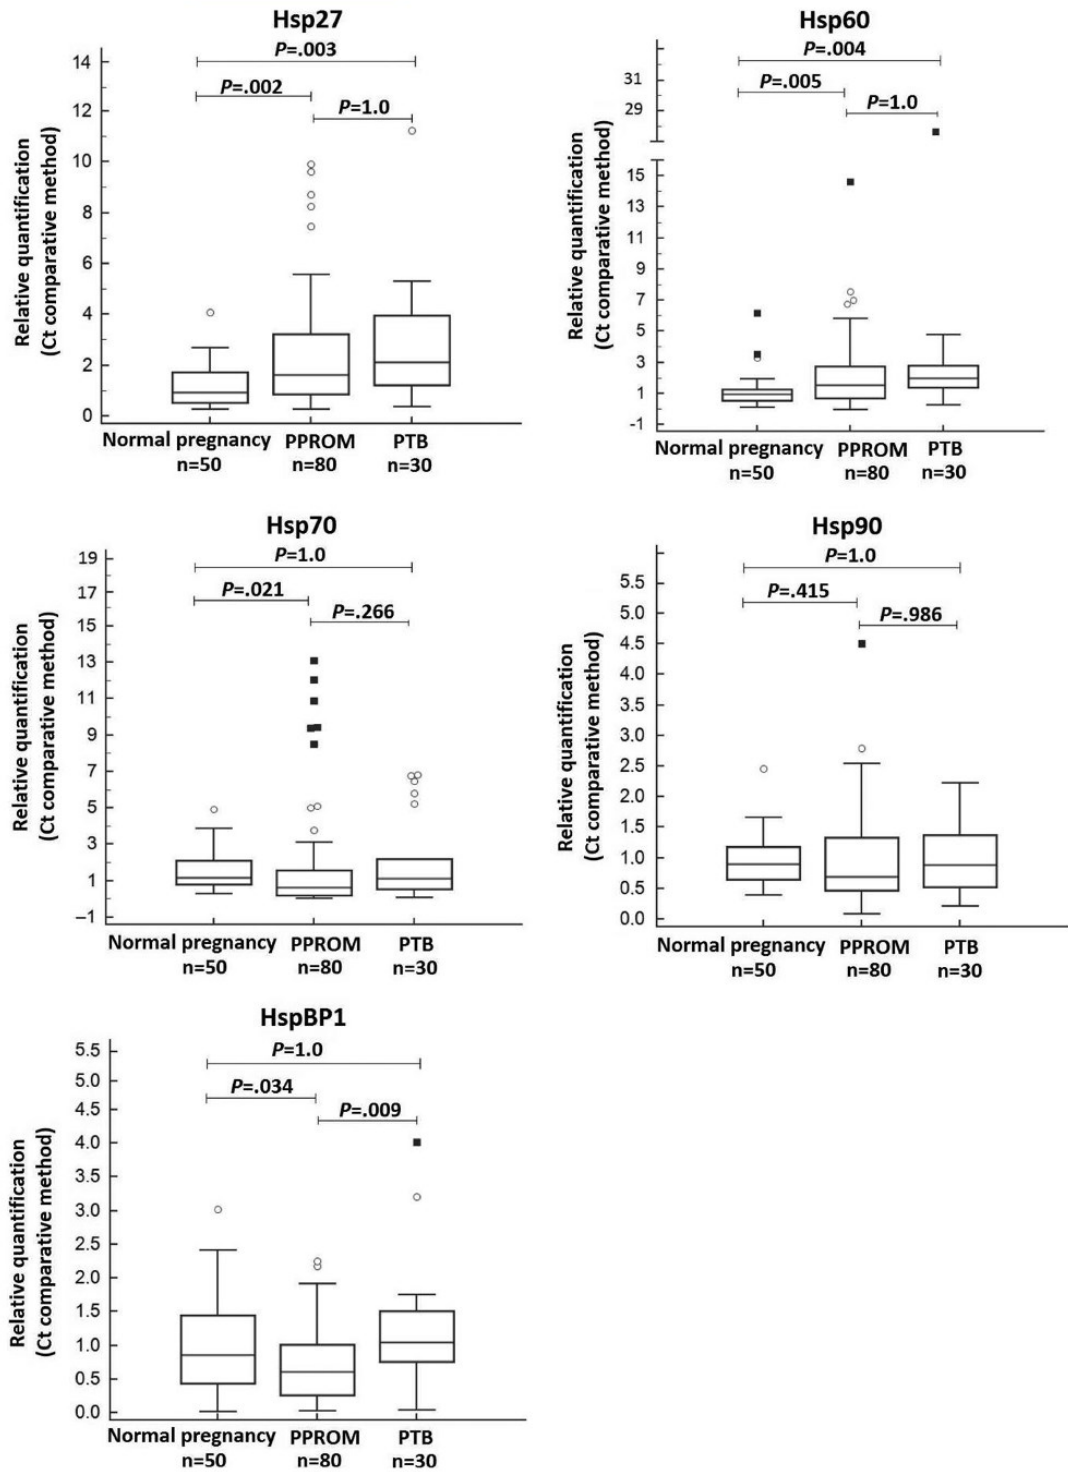 Hsp27
Relative quantification
(Ct comparative method)
14
12
10
8
6
4
2
0
P=.003
P=.002
P=1.0
Normal pregnancy
n=50
PPROM
n=80
PTB
n=30
Hsp60
Relative quantification
(Ct comparative method)
31
29
15
13
11
9
7
5
3
1
-1
P=.004
P=.005
P=1.0
Normal pregnancy
n=50
PPROM
n=80
PTB
n=30
Hsp70
Relative quantification
(Ct comparative method)
19
17
15
13
11
9
7
5
3
1
–1
P=1.0
P=.021
P=.266
Normal pregnancy
n=50
PPROM
n=80
PTB
n=30
Hsp90
Relative quantification
(Ct comparative method)
5.5
5.0
4.5
4.0
3.5
3.0
2.5
2.0
1.5
1.0
0.5
0.0
P=1.0
P=.415
P=.986
Normal pregnancy
n=50
PPROM
n=80
PTB
n=30
HspBP1
Relative quantification
(Ct comparative method)
5.5
5.0
4.5
4.0
3.5
3.0
2.5
2.0
1.5
1.0
0.5
0.0
P=1.0
P=.034
P=.009
Normal pregnancy
n=50
PPROM
n=80
PTB
n=30